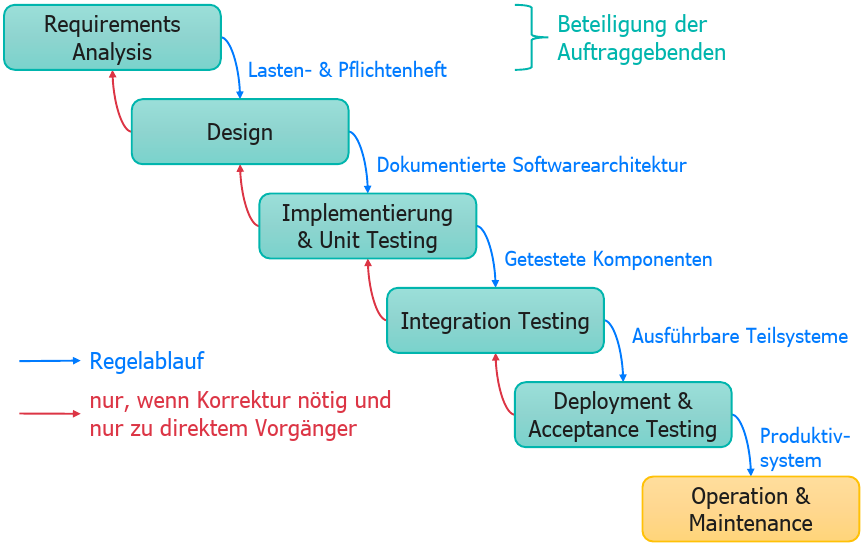 Requirements
Analysis
Beteiligung der
Auftraggebenden
Lasten- & Pflichtenheft
Design
Dokumentierte Softwarearchitektur
Implementierung
& Unit Testing
Getestete Komponenten
Integration Testing
Ausführbare Teilsysteme
Regelablauf
nur, wenn Korrektur nötig und
nur zu direktem Vorgänger
Deployment &
Acceptance Testing
Produktiv-
system
Operation &
Maintenance